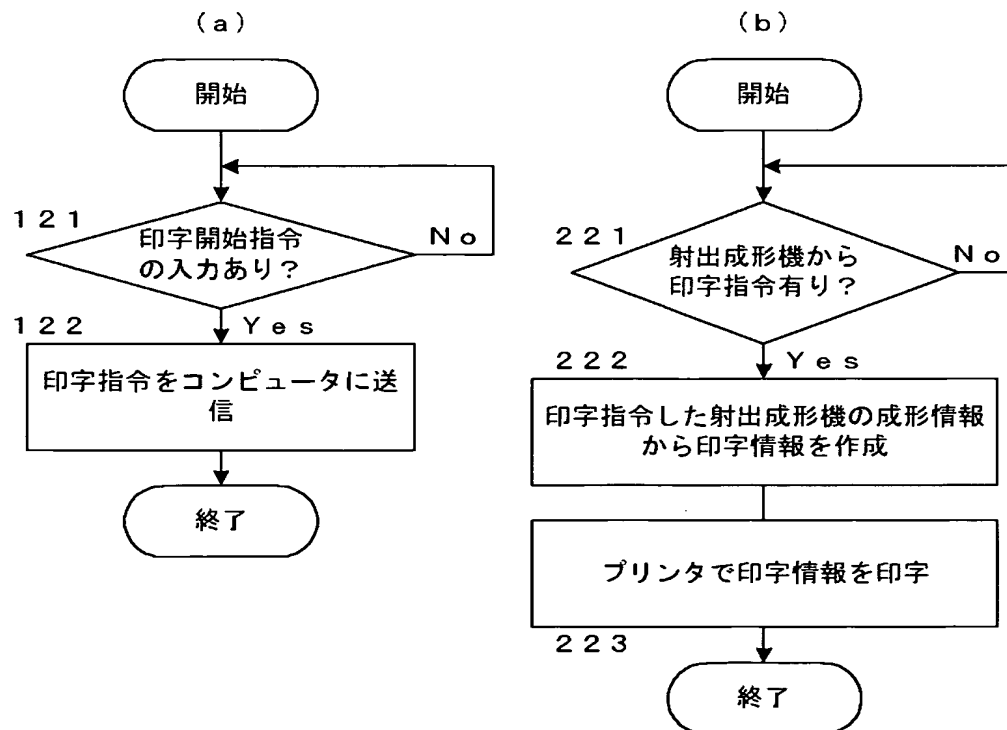 (a)
開始
121
印字開始指令
の入力あり？
No
122
Yes
印字指令をコンピュータに送
信
終了
(b)
開始
221
射出成形機から
印字指令有り？
No
222
Yes
印字指令した射出成形機の成形情報
から印字情報を作成
プリンタで印字情報を印字
223
終了